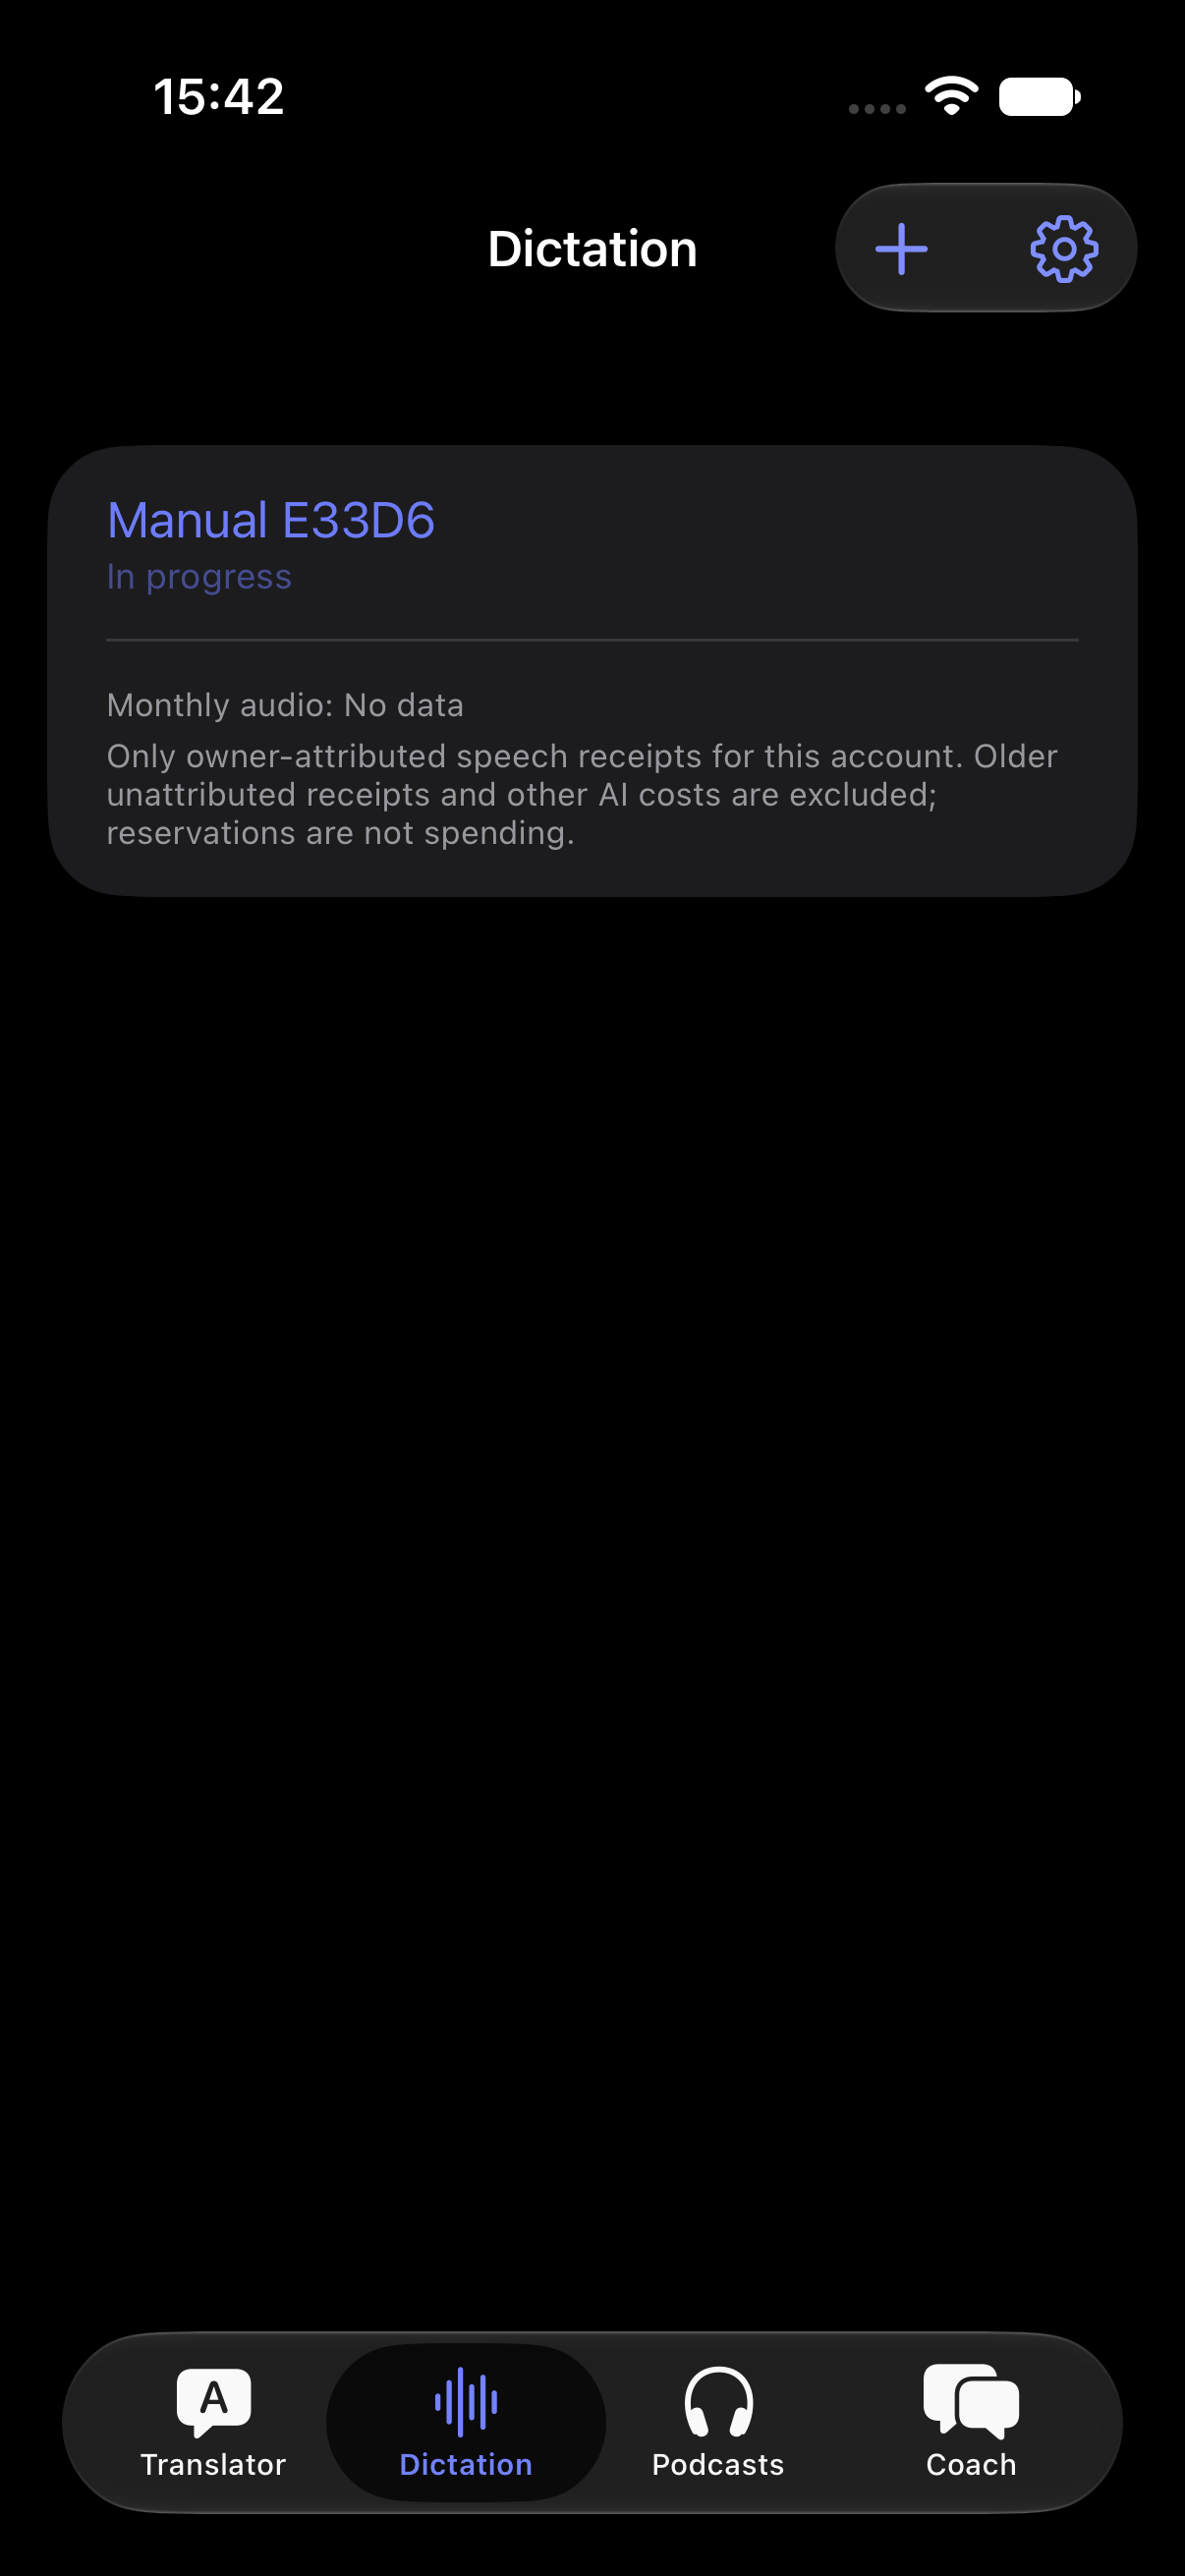 15:42
Dictation
Manual E33D6
In progress
Monthly audio: No data
Only owner-attributed speech receipts for this account. Older
unattributed receipts and other AI costs are excluded;
reservations are not spending.
A
Translator
Dictation
Podcasts
Coach